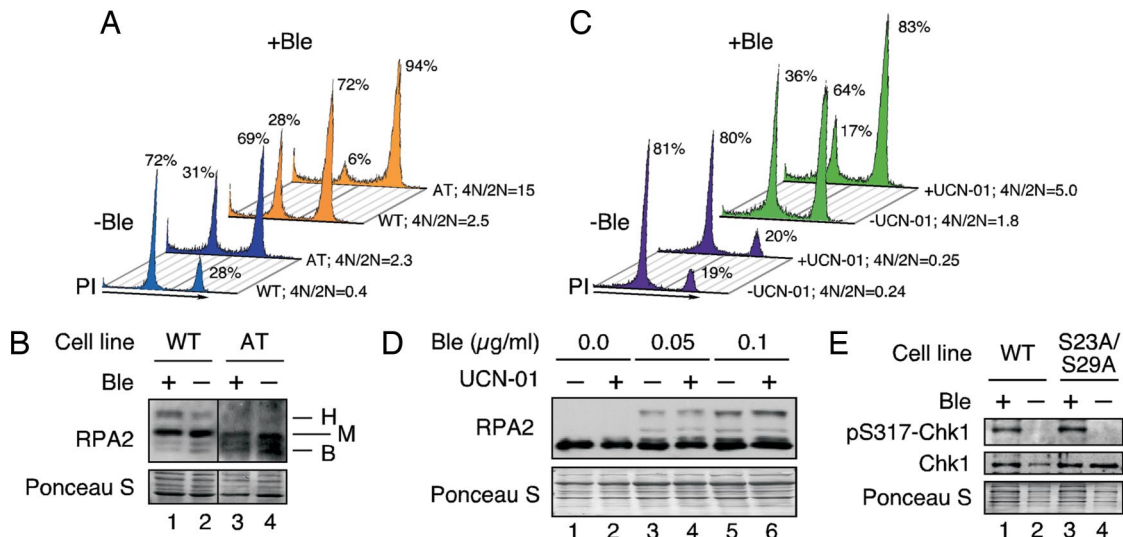 A
+Ble
94%
72%
28%
69%
72%
31%
6%
AT; 4N/2N=15
-Ble
WT; 4N/2N=2.5
28%
AT; 4N/2N=2.3
PI
WT; 4N/2N=0.4
C
+Ble
83%
36%
64%
81%
80%
17%
+UCN-01; 4N/2N=5.0
-Ble
-UCN-01; 4N/2N=1.8
20%
+UCN-01; 4N/2N=0.25
19%
PI
-UCN-01; 4N/2N=0.24
B
Cell line WT AT
Ble + − + −
H
RPA2 M
B
Ponceau S
1 2 3 4
D
Ble (µg/ml) 0.0 0.05 0.1
UCN-01 − + − + − +
RPA2
Ponceau S
1 2 3 4 5 6
E
Cell line WT S23A/
S29A
Ble + − + −
pS317-Chk1
Chk1
Ponceau S
1 2 3 4